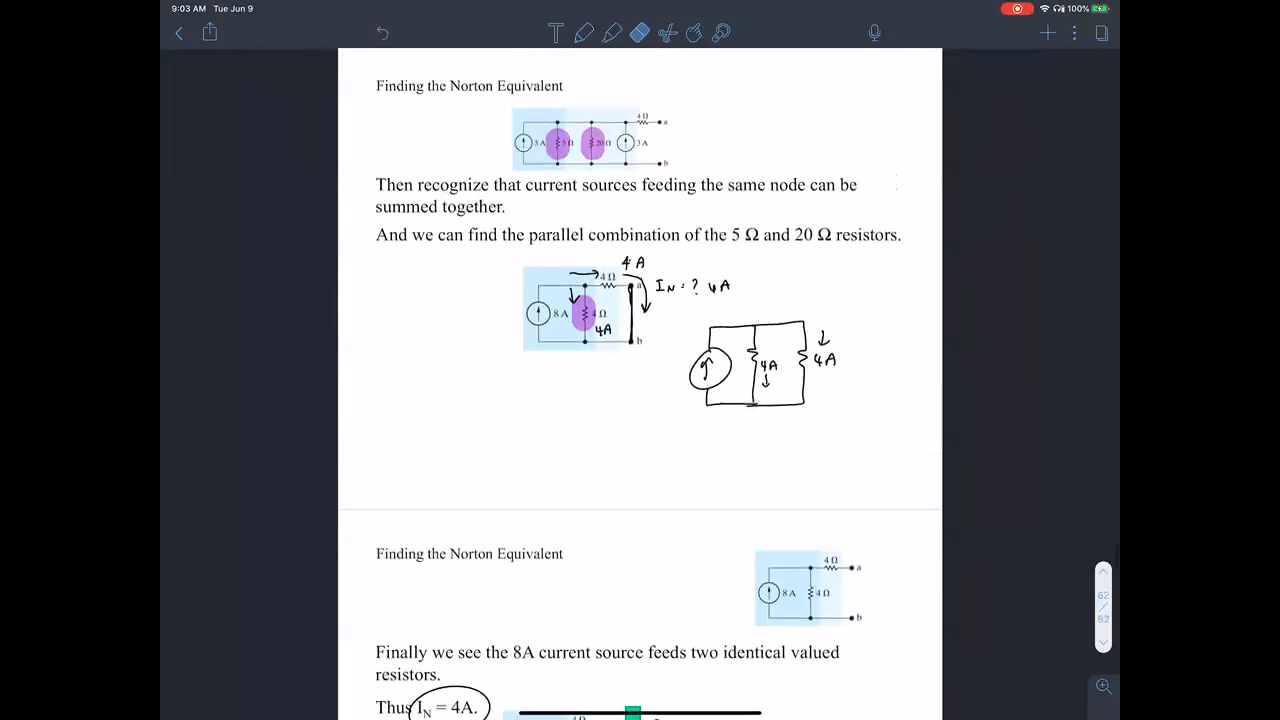 9:03 AM Tue Jun 9
100%
Finding the Norton Equivalent
4 Ω
a
5 A 5 Ω 20 Ω 3 A
b
Then recognize that current sources feeding the same node can be
summed together.
And we can find the parallel combination of the 5 Ω and 20 Ω resistors.
4 A
4 Ω
a
I_N = ? 4A
8 A 4 Ω
4A
b
4A
4A
Finding the Norton Equivalent
4 Ω
a
8 A 4 Ω
b
62
/
82
Finally we see the 8A current source feeds two identical valued
resistors.
Thus I_N = 4A.
4 Ω